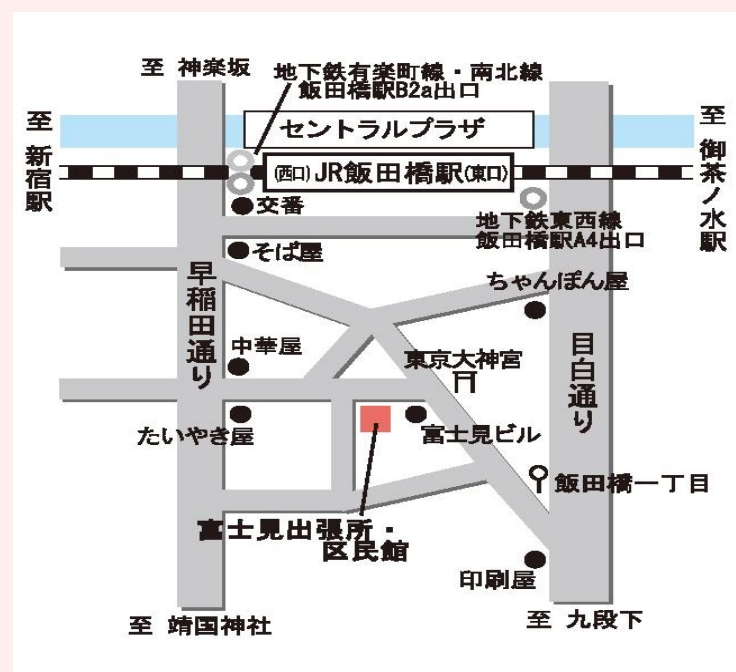 至 神楽坂
地下鉄有楽町線・南北線
飯田橋駅B2a出口
至 新宿駅
セントラルプラザ
至 御茶ノ水駅
(西口)JR飯田橋駅(東口)
交番
地下鉄東西線
飯田橋駅A4出口
そば屋
早稲田通り
ちゃんぽん屋
目白通り
中華屋
東京大神宮
たいやき屋
富士見ビル
飯田橋一丁目
富士見出張所・
区民館
印刷屋
至 靖国神社
至 九段下